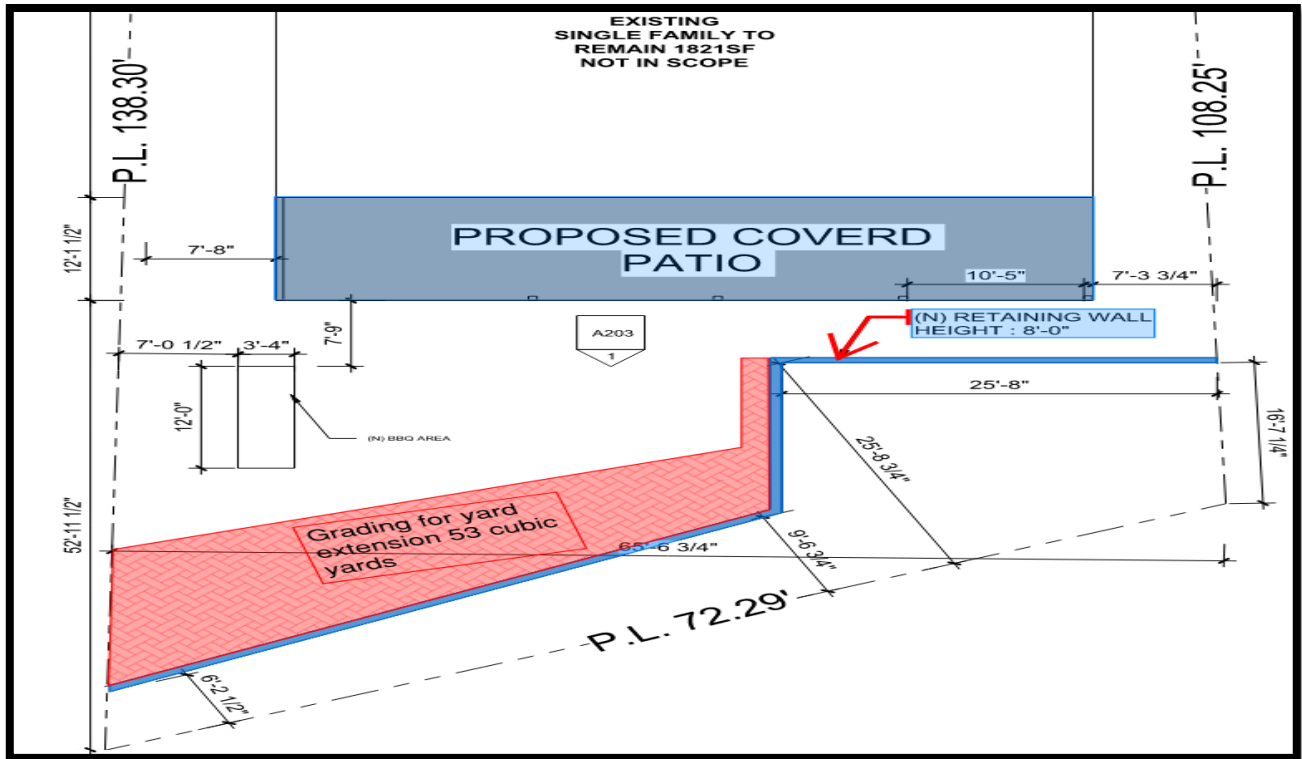 EXISTING
SINGLE FAMILY TO
REMAIN 1821SF
NOT IN SCOPE
P.L. 138.30'
P.L. 108.25'
12'-1 1/2"
7'-8"
PROPOSED COVERD
PATIO
10'-5"
7'-3 3/4"
(N) RETAINING WALL
HEIGHT : 8'-0"
7'-9"
A203
1
7'-0 1/2"
3'-4"
12'-0"
(N) BBQ AREA
25'-8"
16'-7 1/4"
25'-8 3/4"
52'-11 1/2"
Grading for yard
extension 53 cubic
yards
65'-6 3/4"
9'-6 3/4"
P.L. 72.29'
6'-2 1/2"